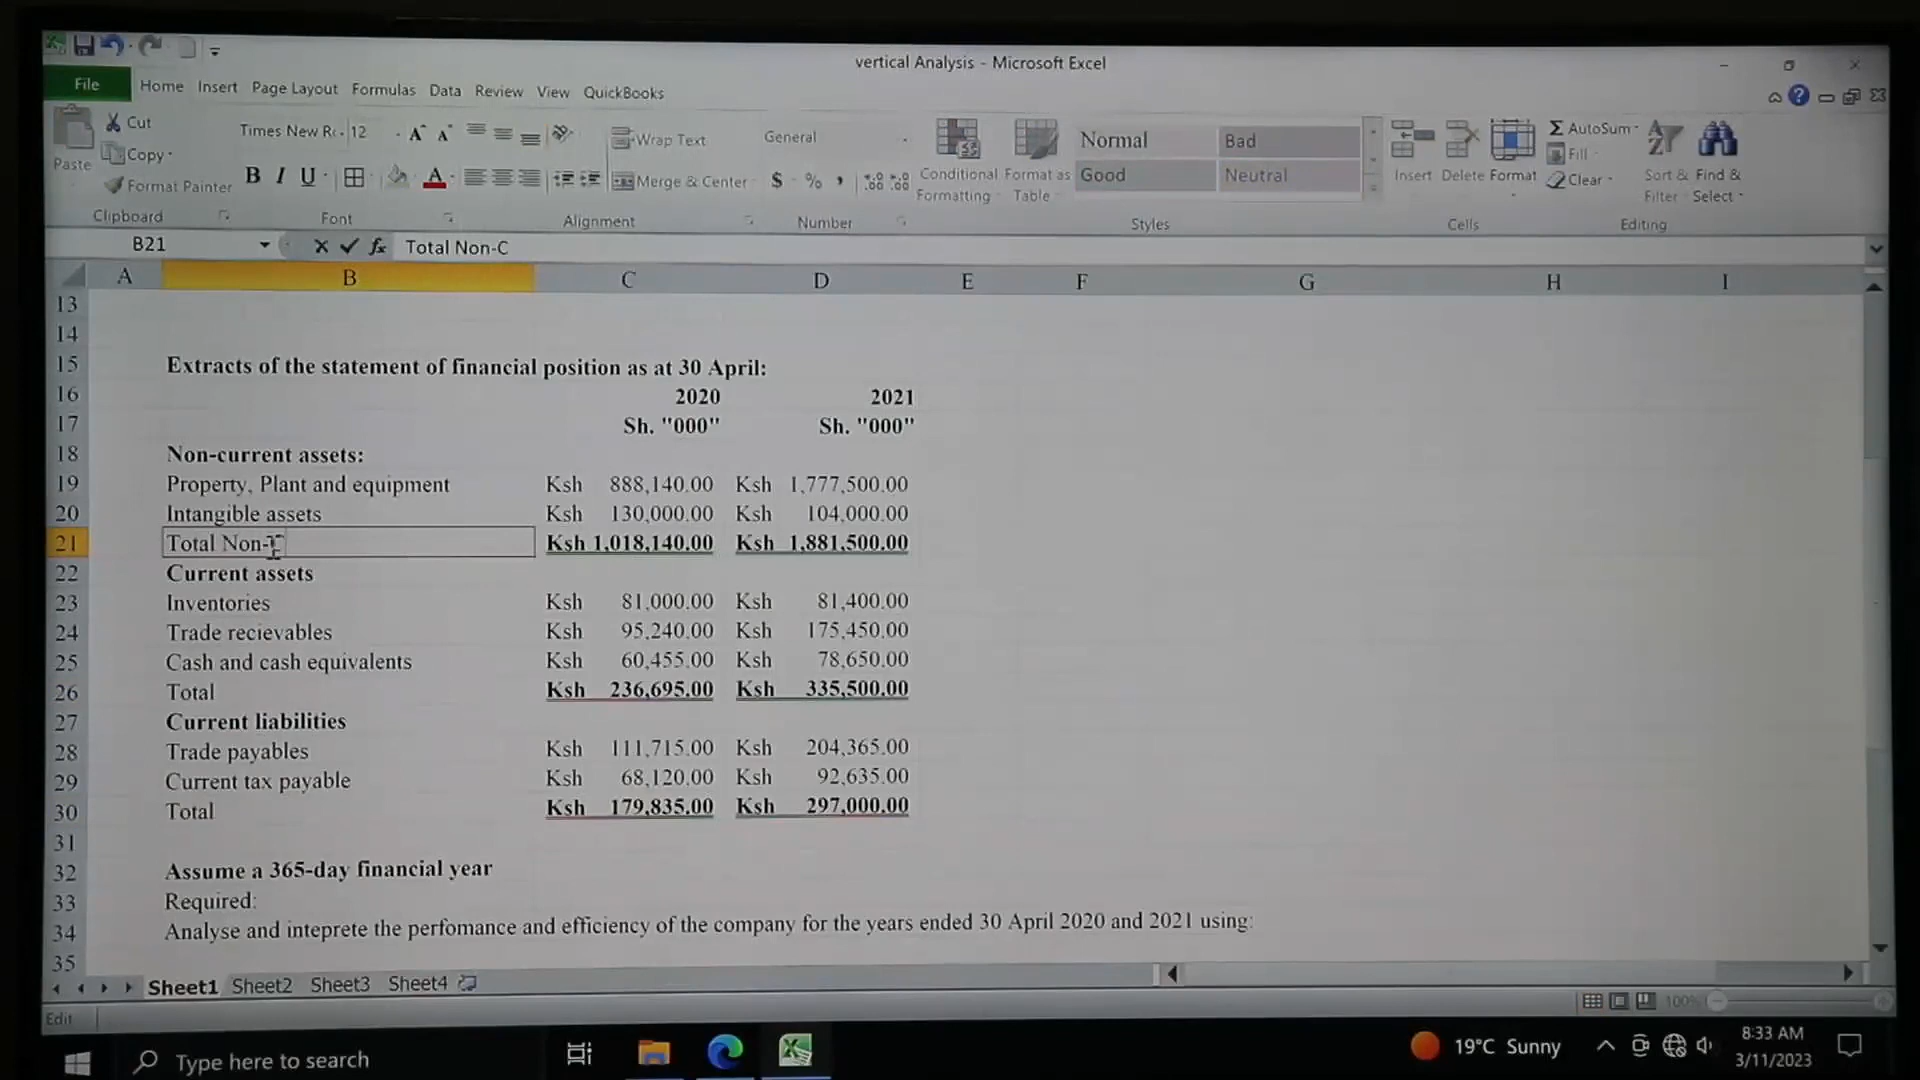 vertical Analysis - Microsoft Excel
File Home Insert Page Layout Formulas Data Review View QuickBooks
Cut
Copy
Format Painter
Paste
Clipboard
Times New R 12
B I U
Font
Wrap Text
Merge & Center
Alignment
General
$ % ,
Number
Conditional Formatting
Format as Table
Normal Bad
Good Neutral
Styles
Insert Delete Format
Cells
Σ AutoSum
Fill
Clear
Sort & Filter
Find & Select
Editing
B21 fx Total Non-C
A B C D E F G H I
13
14
15 Extracts of the statement of financial position as at 30 April:
16 2020 2021
17 Sh. "000" Sh. "000"
18 Non-current assets:
19 Property, Plant and equipment Ksh 888,140.00 Ksh 1,777,500.00
20 Intangible assets Ksh 130,000.00 Ksh 104,000.00
21 Total Non-C Ksh 1,018,140.00 Ksh 1,881,500.00
22 Current assets
23 Inventories Ksh 81,000.00 Ksh 81,400.00
24 Trade recievables Ksh 95,240.00 Ksh 175,450.00
25 Cash and cash equivalents Ksh 60,455.00 Ksh 78,650.00
26 Total Ksh 236,695.00 Ksh 335,500.00
27 Current liabilities
28 Trade payables Ksh 111,715.00 Ksh 204,365.00
29 Current tax payable Ksh 68,120.00 Ksh 92,635.00
30 Total Ksh 179,835.00 Ksh 297,000.00
31
32 Assume a 365-day financial year
33 Required:
34 Analyse and inteprete the perfomance and efficiency of the company for the years ended 30 April 2020 and 2021 using:
35
Sheet1 Sheet2 Sheet3 Sheet4
Edit 100%
Type here to search
19°C Sunny
8:33 AM
3/11/2023